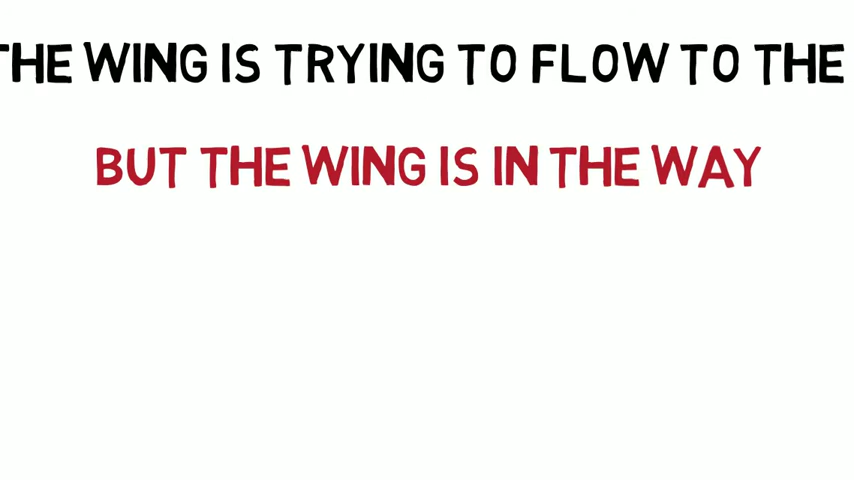 THE WING IS TRYING TO FLOW TO THE
BUT THE WING IS IN THE WAY